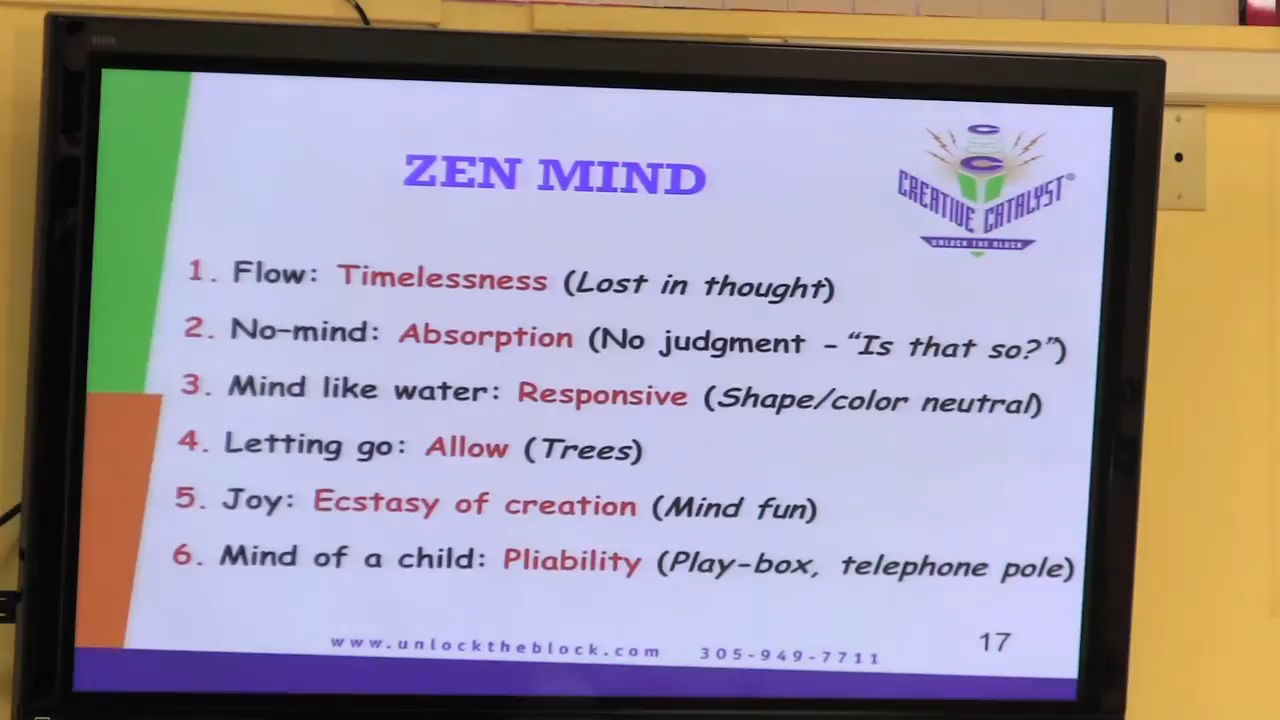 ZEN MIND
CREATIVE CATALYST®
UNLOCK THE BLOCK
1. Flow: Timelessness (Lost in thought)
2. No-mind: Absorption (No judgment - “Is that so?”)
3. Mind like water: Responsive (Shape/color neutral)
4. Letting go: Allow (Trees)
5. Joy: Ecstasy of creation (Mind fun)
6. Mind of a child: Pliability (Play-box, telephone pole)
www.unlocktheblock.com 305-949-7711
17